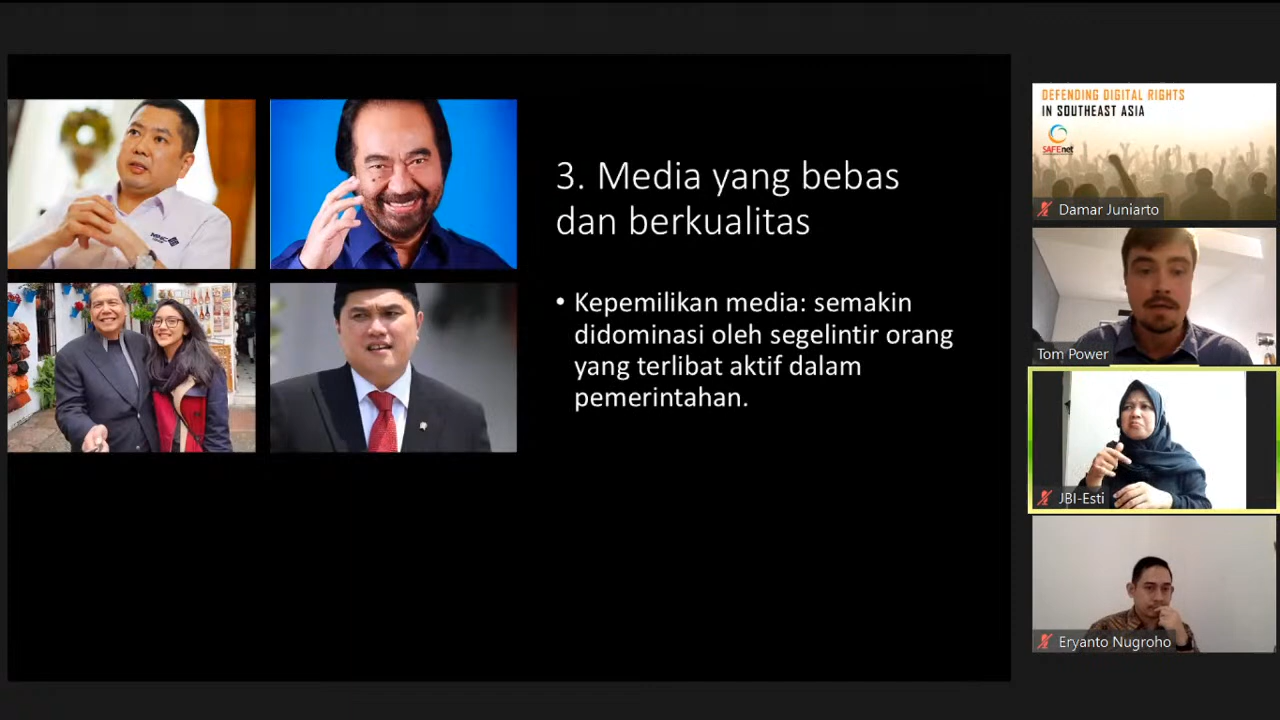 3. Media yang bebas
dan berkualitas
• Kepemilikan media: semakin
didominasi oleh segelintir orang
yang terlibat aktif dalam
pemerintahan.
DEFENDING DIGITAL RIGHTS
IN SOUTHEAST ASIA
SAFEnet
Damar Juniarto
Tom Power
JBI-Esti
Eryanto Nugroho